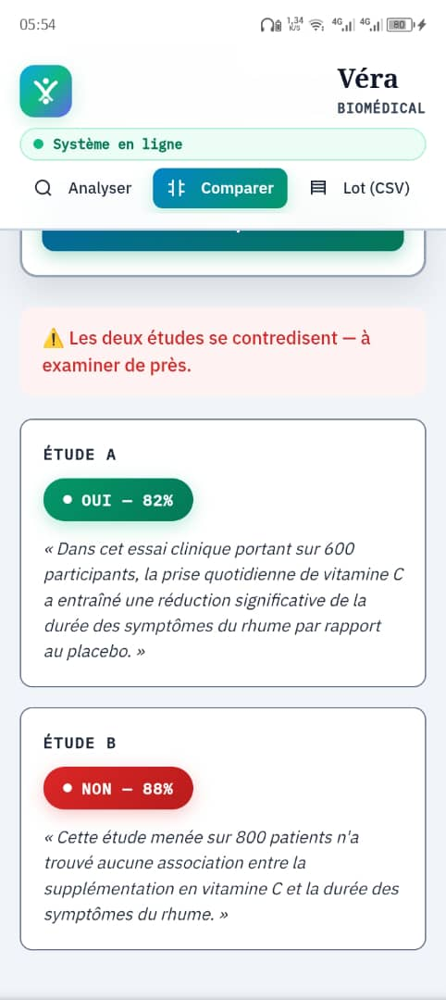 05:54
1,34
K/S
4G
4G
80
Véra
BIOMÉDICAL
Système en ligne
Analyser
Comparer
Lot (CSV)
⚠️ Les deux études se contredisent — à
examiner de près.
ÉTUDE A
OUI — 82%
« Dans cet essai clinique portant sur 600
participants, la prise quotidienne de vitamine C
a entraîné une réduction significative de la
durée des symptômes du rhume par rapport
au placebo. »
ÉTUDE B
NON — 88%
« Cette étude menée sur 800 patients n'a
trouvé aucune association entre la
supplémentation en vitamine C et la durée des
symptômes du rhume. »